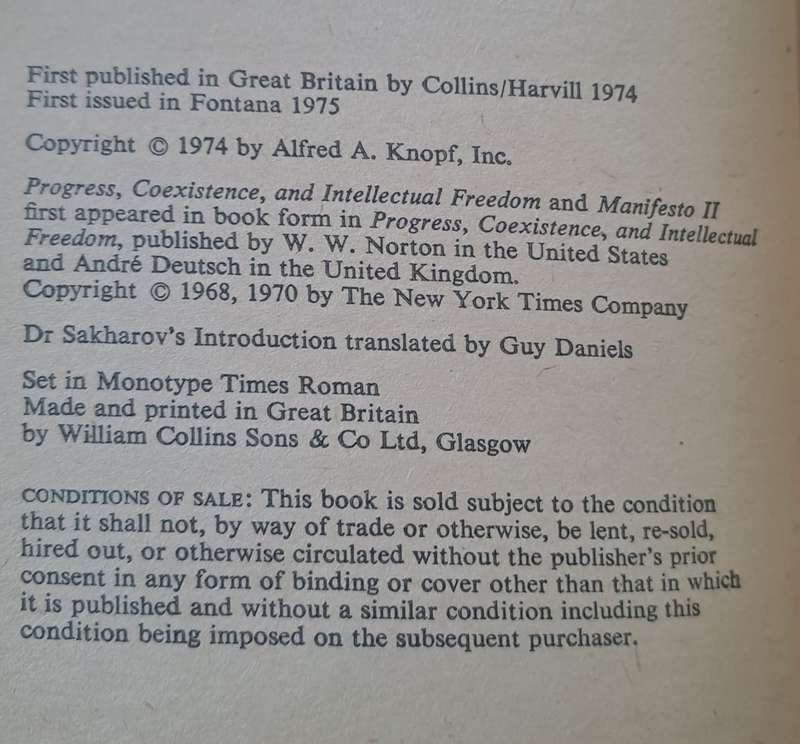 First published in Great Britain by Collins/Harvill 1974
First issued in Fontana 1975
Copyright © 1974 by Alfred A. Knopf, Inc.
Progress, Coexistence, and Intellectual Freedom and Manifesto II
first appeared in book form in Progress, Coexistence, and Intellectual
Freedom, published by W. W. Norton in the United States
and André Deutsch in the United Kingdom.
Copyright © 1968, 1970 by The New York Times Company
Dr Sakharov's Introduction translated by Guy Daniels
Set in Monotype Times Roman
Made and printed in Great Britain
by William Collins Sons & Co Ltd, Glasgow
CONDITIONS OF SALE: This book is sold subject to the condition
that it shall not, by way of trade or otherwise, be lent, re-sold,
hired out, or otherwise circulated without the publisher's prior
consent in any form of binding or cover other than that in which
it is published and without a similar condition including this
condition being imposed on the subsequent purchaser.